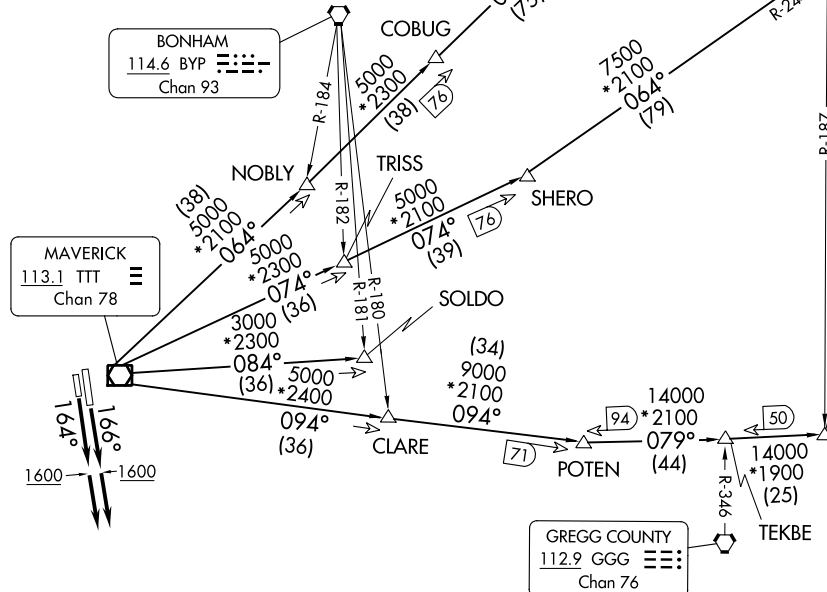 BONHAM
114.6 BYP
Chan 93
COBUG
5000
*2300
(38)
76
7500
*2100
064°
(79)
R-184
R-182
R-181
R-180
R-187
NOBLY
TRISS
SHERO
(38)
5000
*2100
064°
5000
*2100
074°
(39)
76
MAVERICK
113.1 TTT
Chan 78
5000
*2300
074°
(36)
SOLDO
3000
*2300
084°
(36)
5000
*2400
094°
(36)
CLARE
(34)
9000
*2100
094°
71
94
POTEN
14000
*2100
079°
(44)
50
14000
*1900
(25)
TEKBE
R-346
164°
166°
1600
1600
GREGG COUNTY
112.9 GGG
Chan 76